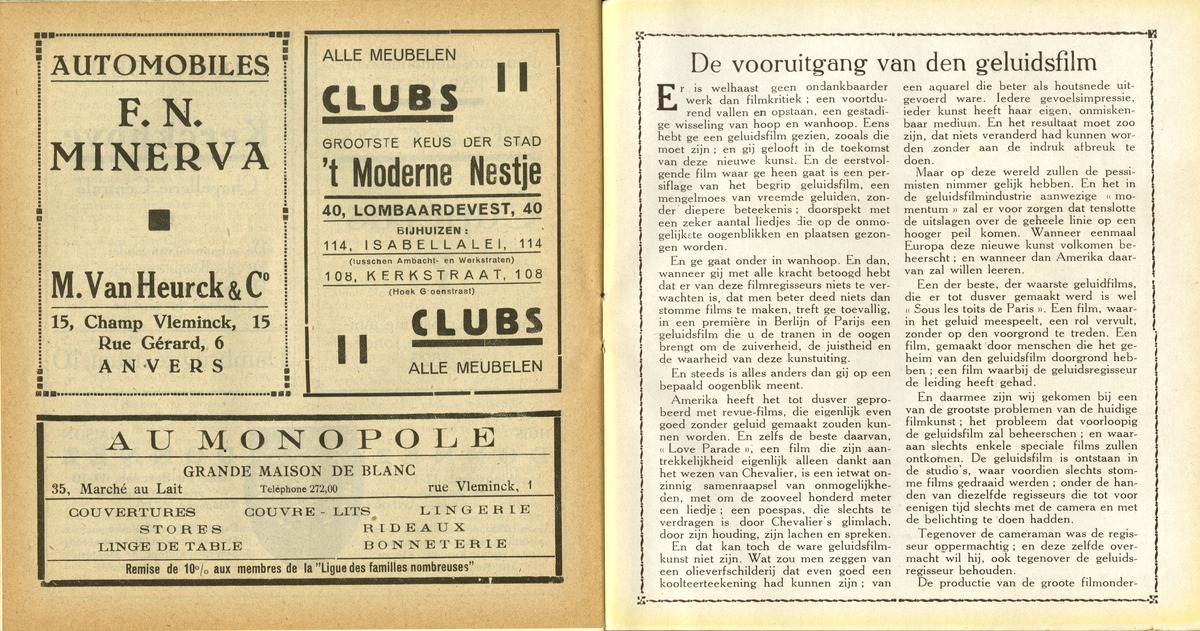 AUTOMOBILES
F. N.
MINERVA
M. Van Heurck & Cº
15, Champ Vleminck, 15
Rue Gérard, 6
ANVERS
ALLE MEUBELEN
CLUBS
GROOTSTE KEUS DER STAD
't Moderne Nestje
40, LOMBAARDEVEST, 40
BIJHUIZEN :
114, ISABELLALEI, 114
(tusschen Ambacht- en Werkstraten)
108, KERKSTRAAT, 108
(Hoek Groenstraat)
CLUBS
ALLE MEUBELEN
AU MONOPOLE
GRANDE MAISON DE BLANC
35, Marché au Lait Téléphone 272,00 rue Vleminck, 1
COUVERTURES COUVRE - LITS LINGERIE
STORES RIDEAUX
LINGE DE TABLE BONNETERIE
Remise de 10% aux membres de la "Ligue des familles nombreuses"
De vooruitgang van den geluidsfilm
Er is welhaast geen ondankbaarder
werk dan filmkritiek ; een voortdu-
rend vallen en opstaan, een gestadi-
ge wisseling van hoop en wanhoop. Eens
hebt ge een geluidsfilm gezien, zooals die
moet zijn ; en gij gelooft in de toekomst
van deze nieuwe kunst. En de eerstvol-
gende film waar ge heen gaat is een per-
siflage van het begrip geluidsfilm, een
mengelmoes van vreemde geluiden, zon-
der diepere beteekenis ; doorspekt met
een zeker aantal liedjes die op de onmo-
gelijkste oogenblikken en plaatsen gezon-
gen worden.
En ge gaat onder in wanhoop. En dan,
wanneer gij met alle kracht betoogd hebt
dat er van deze filmregisseurs niets te ver-
wachten is, dat men beter deed niets dan
stomme films te maken, treft ge toevallig,
in een première in Berlijn of Parijs een
geluidsfilm die u de tranen in de oogen
brengt om de zuiverheid, de juistheid en
de waarheid van deze kunstuiting.
En steeds is alles anders dan gij op een
bepaald oogenblik meent.
Amerika heeft het tot dusver gepro-
beerd met revue-films, die eigenlijk even
goed zonder geluid gemaakt zouden kun-
nen worden. En zelfs de beste daarvan,
« Love Parade », een film die zijn aan-
trekkelijkheid eigenlijk alleen dankt aan
het wezen van Chevalier, is een ietwat on-
zinnig samenraapsel van onmogelijkhe-
den, met om de zooveel honderd meter
een liedje ; een poespas, die slechts te
verdragen is door Chevalier's glimlach,
door zijn houding, zijn lachen en spreken.
En dat kan toch de ware geluidsfilm-
kunst niet zijn. Wat zou men zeggen van
een olieverfschilderij dat even goed een
koolteerteekening had kunnen zijn ; van
een aquarel die beter als houtsnede uit-
gevoerd ware. Iedere gevoelsimpressie,
ieder kunst heeft haar eigen, onmisken-
baar medium. En het resultaat moet zoo
zijn, dat niets veranderd had kunnen wor-
den zonder aan de indruk afbreuk te
doen.
Maar op deze wereld zullen de pessi-
misten nimmer gelijk hebben. En het in
de geluidsfilmindustrie aanwezige « mo-
mentum » zal er voor zorgen dat tenslotte
de uitslagen over de geheele linie op een
hooger peil komen. Wanneer eenmaal
Europa deze nieuwe kunst volkomen be-
heerscht ; en wanneer dan Amerika daar-
van zal willen leeren.
Een der beste, der waarste geluidsfilms,
die er tot dusver gemaakt werd is wel
« Sous les toits de Paris ». Een film, waar-
in het geluid meespeelt, een rol vervult,
zonder op den voorgrond te treden. Een
film, gemaakt door menschen die het ge-
heim van den geluidsfilm doorgrond heb-
ben ; een film waarbij de geluidsregisseur
de leiding heeft gehad.
En daarmee zijn wij gekomen bij een
van de grootste problemen van de huidige
filmkunst ; het probleem dat voorloopig
de geluidsfilm zal beheerschen ; en waar-
aan slechts enkele speciale films zullen
ontkomen. De geluidsfilm is ontstaan in
de studio's, waar voordien slechts stom-
me films gedraaid werden ; onder de han-
den van diezelfde regisseurs die tot voor
eenigen tijd slechts met de camera en met
de belichting te doen hadden.
Tegenover de cameraman was de regis-
seur oppermachtig ; en deze zelfde over-
macht wil hij, ook tegenover de geluids-
regisseur behouden.
De productie van de groote filmonder-